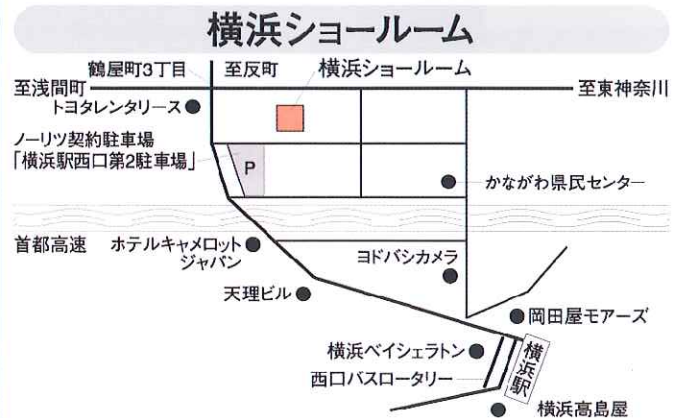 横浜ショールーム
鶴屋町3丁目
至反町
横浜ショールーム
至浅間町
至東神奈川
トヨタレンタリース
ノーリツ契約駐車場
「横浜駅西口第2駐車場」
P
かながわ県民センター
首都高速
ホテルキャメロット
ジャパン
ヨドバシカメラ
天理ビル
岡田屋モアーズ
横浜ベイシェラトン
横浜駅
西口バスロータリー
横浜高島屋